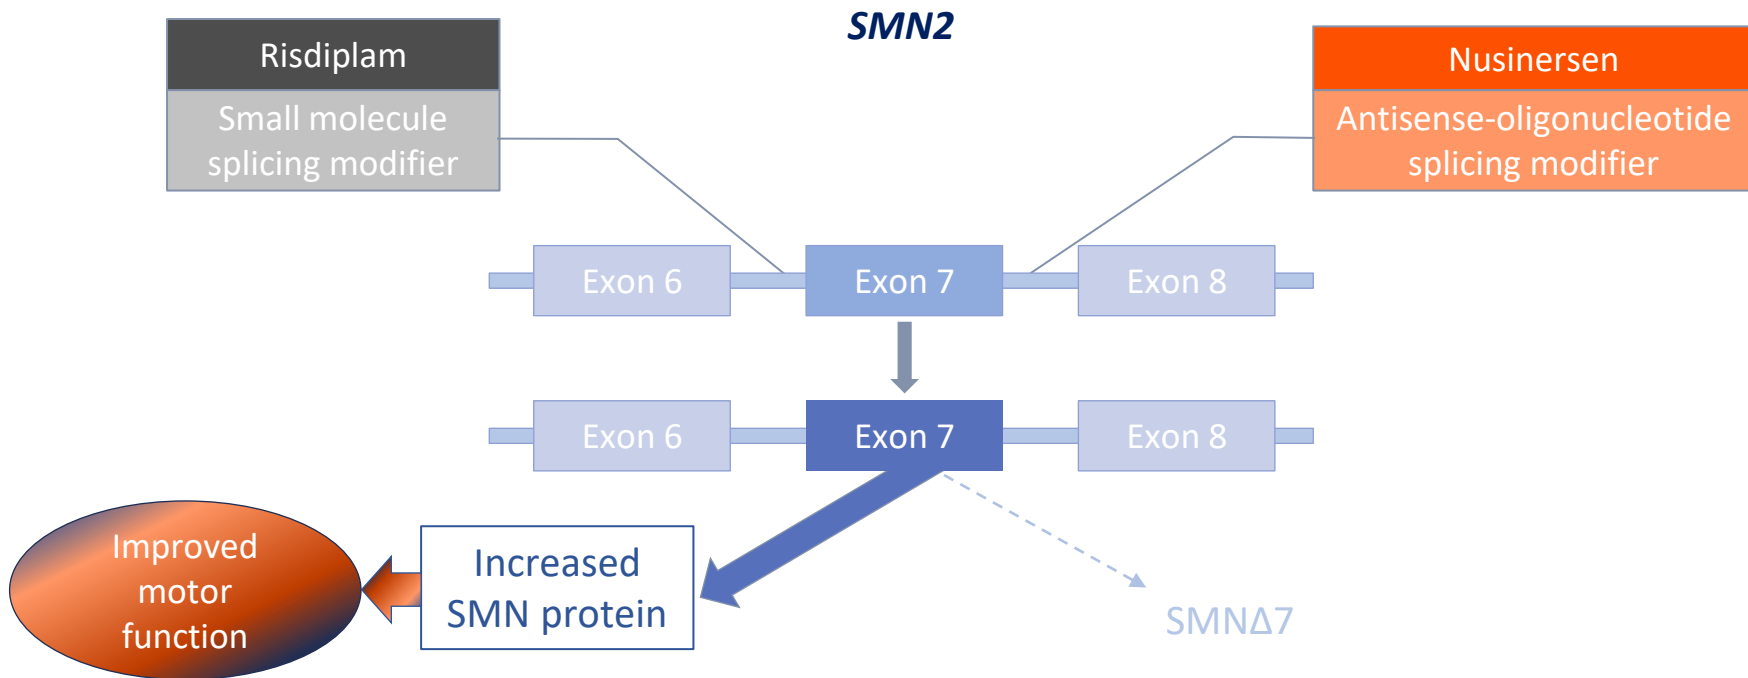 SMN2
Risdiplam
Small molecule
splicing modifier
Nusinersen
Antisense-oligonucleotide
splicing modifier
Exon 6
Exon 7
Exon 8
Exon 6
Exon 7
Exon 8
Improved
motor
function
Increased
SMN protein
SMNΔ7